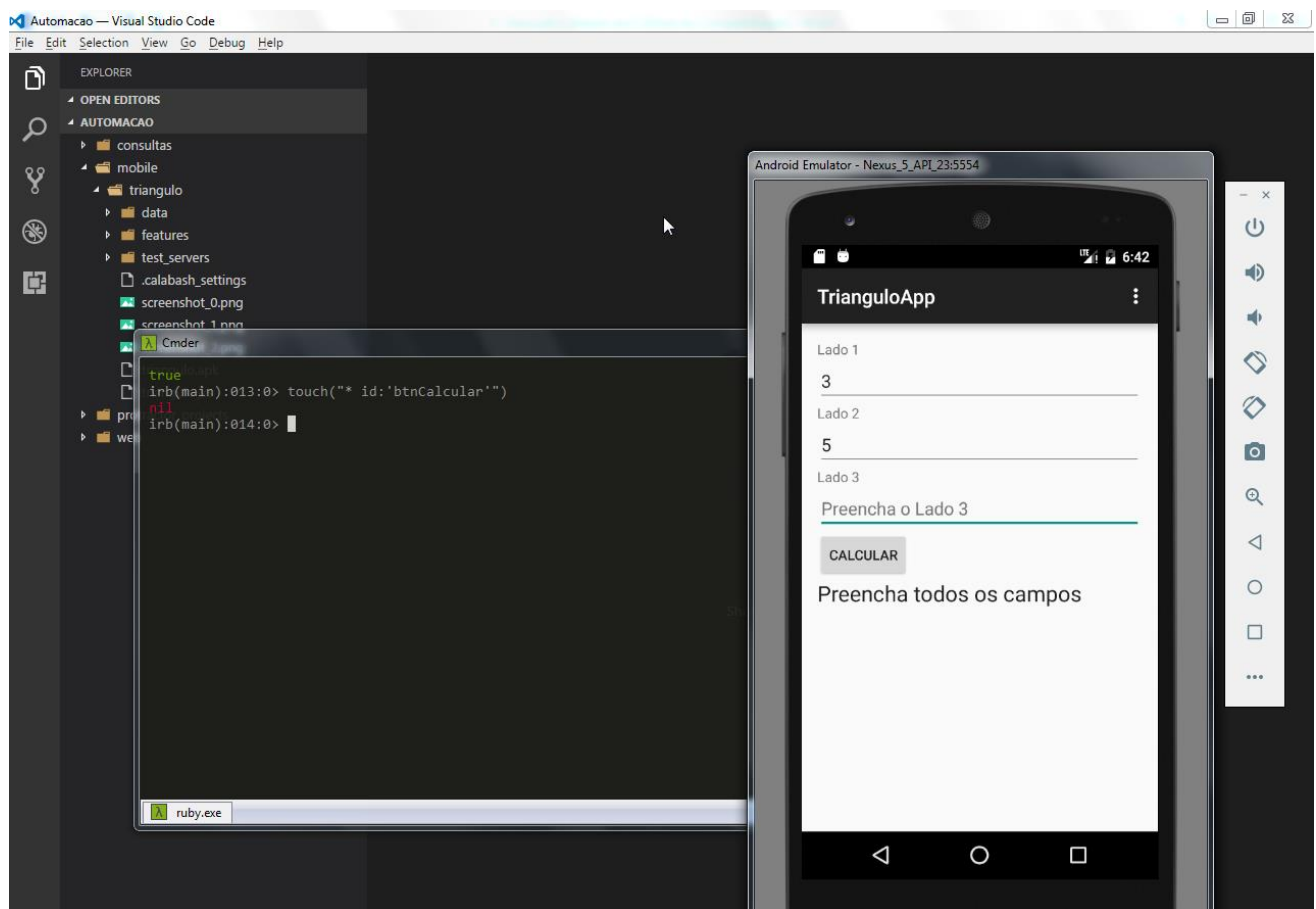 Automacao — Visual Studio Code
File Edit Selection View Go Debug Help
EXPLORER
OPEN EDITORS
AUTOMACAO
consultas
mobile
triangulo
data
features
test_servers
.calabash_settings
screenshot_0.png
screenshot_1.png
Cmder
true
irb(main):013:0> touch("* id:'btnCalcular'")
nil
irb(main):014:0>
ruby.exe
Android Emulator - Nexus_5_API_23:5554
LTE 6:42
TrianguloApp
Lado 1
3
Lado 2
5
Lado 3
Preencha o Lado 3
CALCULAR
Preencha todos os campos